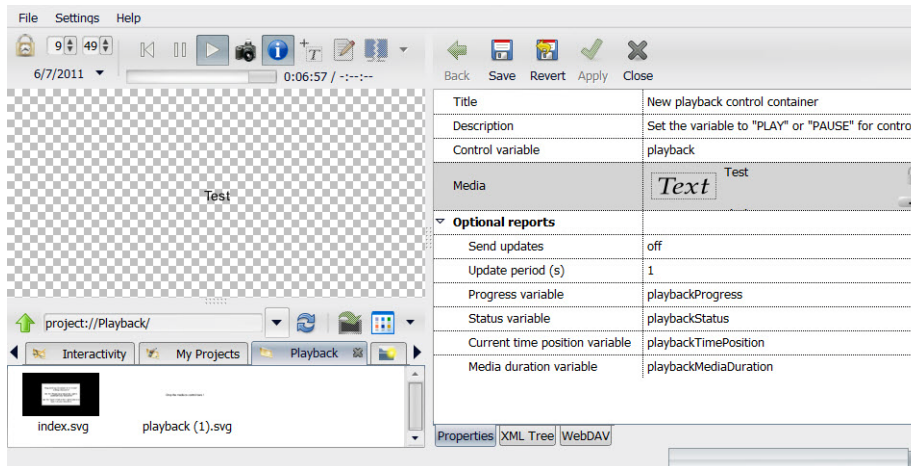 File Settings Help
9 49
6/7/2011
0:06:57 / -:--:--
T
Back Save Revert Apply Close
Test
Title New playback control container
Description Set the variable to "PLAY" or "PAUSE" for contro
Control variable playback
Media Text Test
Optional reports
Send updates off
Update period (s) 1
Progress variable playbackProgress
Status variable playbackStatus
Current time position variable playbackTimePosition
Media duration variable playbackMediaDuration
project://Playback/
Interactivity My Projects Playback
index.svg playback (1).svg
Properties XML Tree WebDAV